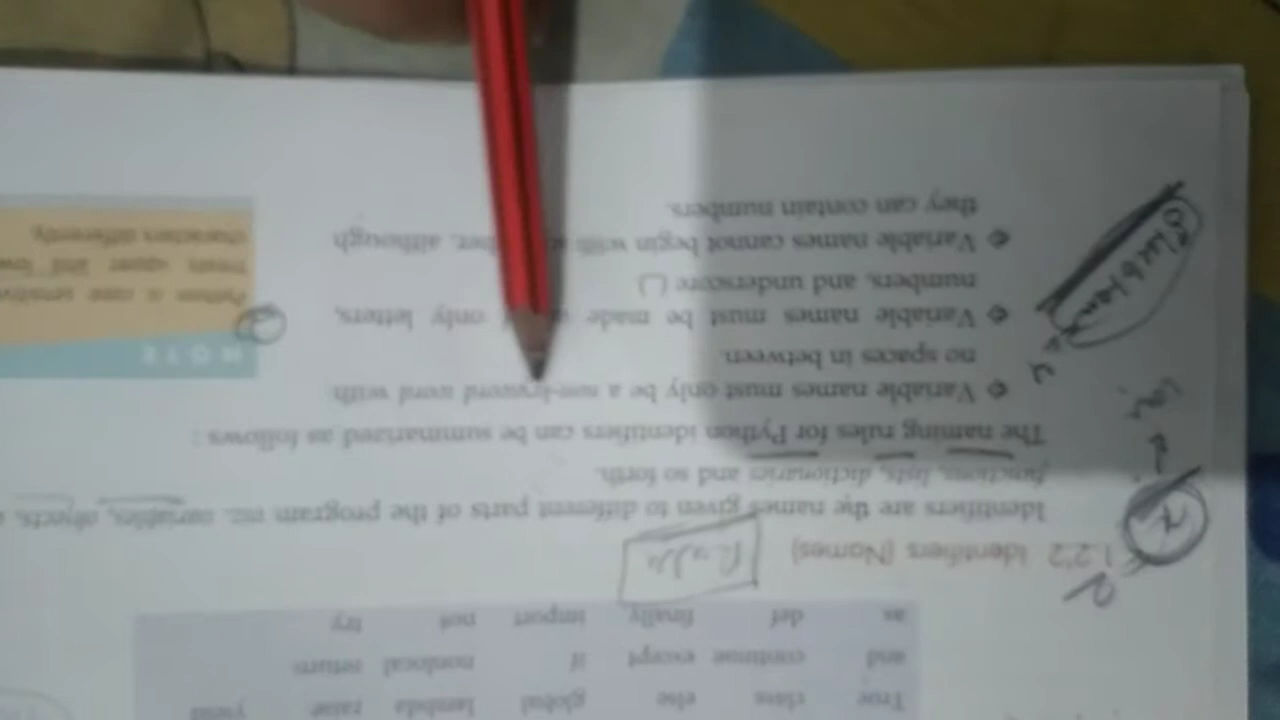 True class else global lambda raise yield
and continue except if nonlocal return
as def finally import not try
1.2.2 Identifiers (Names)
Identifiers are the names given to different parts of the program viz. variables, objects,
functions, lists, dictionaries and so forth.
The naming rules for Python identifiers can be summarized as follows :
Variable names must only be a non-keyword word with
no spaces in between.
Variable names must be made only letters,
numbers, and underscore (_)
Variable names cannot begin with although
they can contain numbers.
NOTE
Python is case sensitive
treats upper and
characters differently.